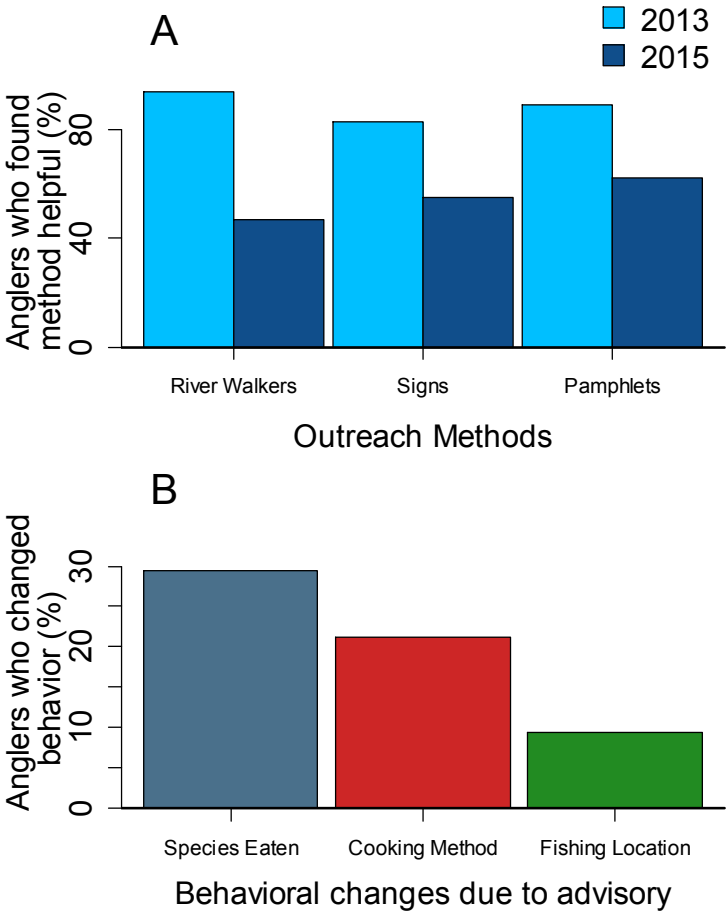 A
2013
2015
Anglers who found
method helpful (%)
80
40
0
River Walkers
Signs
Pamphlets
Outreach Methods
B
Anglers who changed
behavior (%)
30
20
10
0
Species Eaten
Cooking Method
Fishing Location
Behavioral changes due to advisory